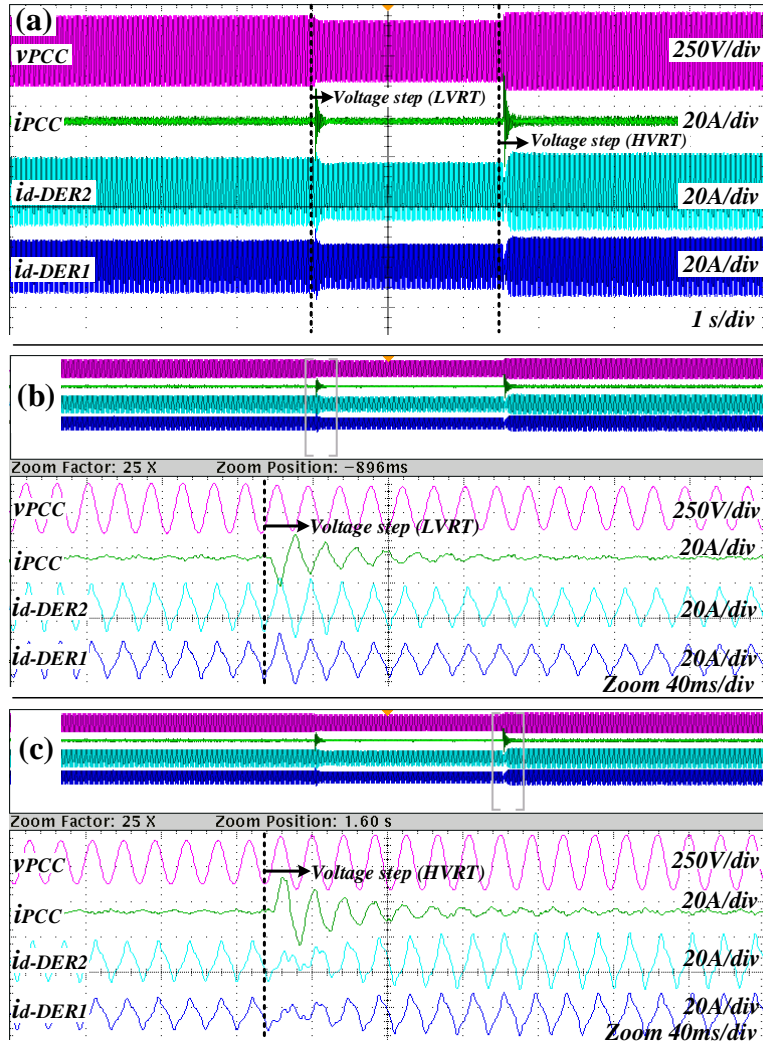 (a)
vPCC
250V/div
Voltage step (LVRT)
iPCC
20A/div
Voltage step (HVRT)
id-DER2
20A/div
id-DER1
20A/div
1 s/div
(b)
Zoom Factor: 25 X Zoom Position: −896ms
vPCC
250V/div
Voltage step (LVRT)
iPCC
20A/div
id-DER2
20A/div
id-DER1
20A/div
Zoom 40ms/div
(c)
Zoom Factor: 25 X Zoom Position: 1.60 s
vPCC
250V/div
Voltage step (HVRT)
iPCC
20A/div
id-DER2
20A/div
id-DER1
20A/div
Zoom 40ms/div